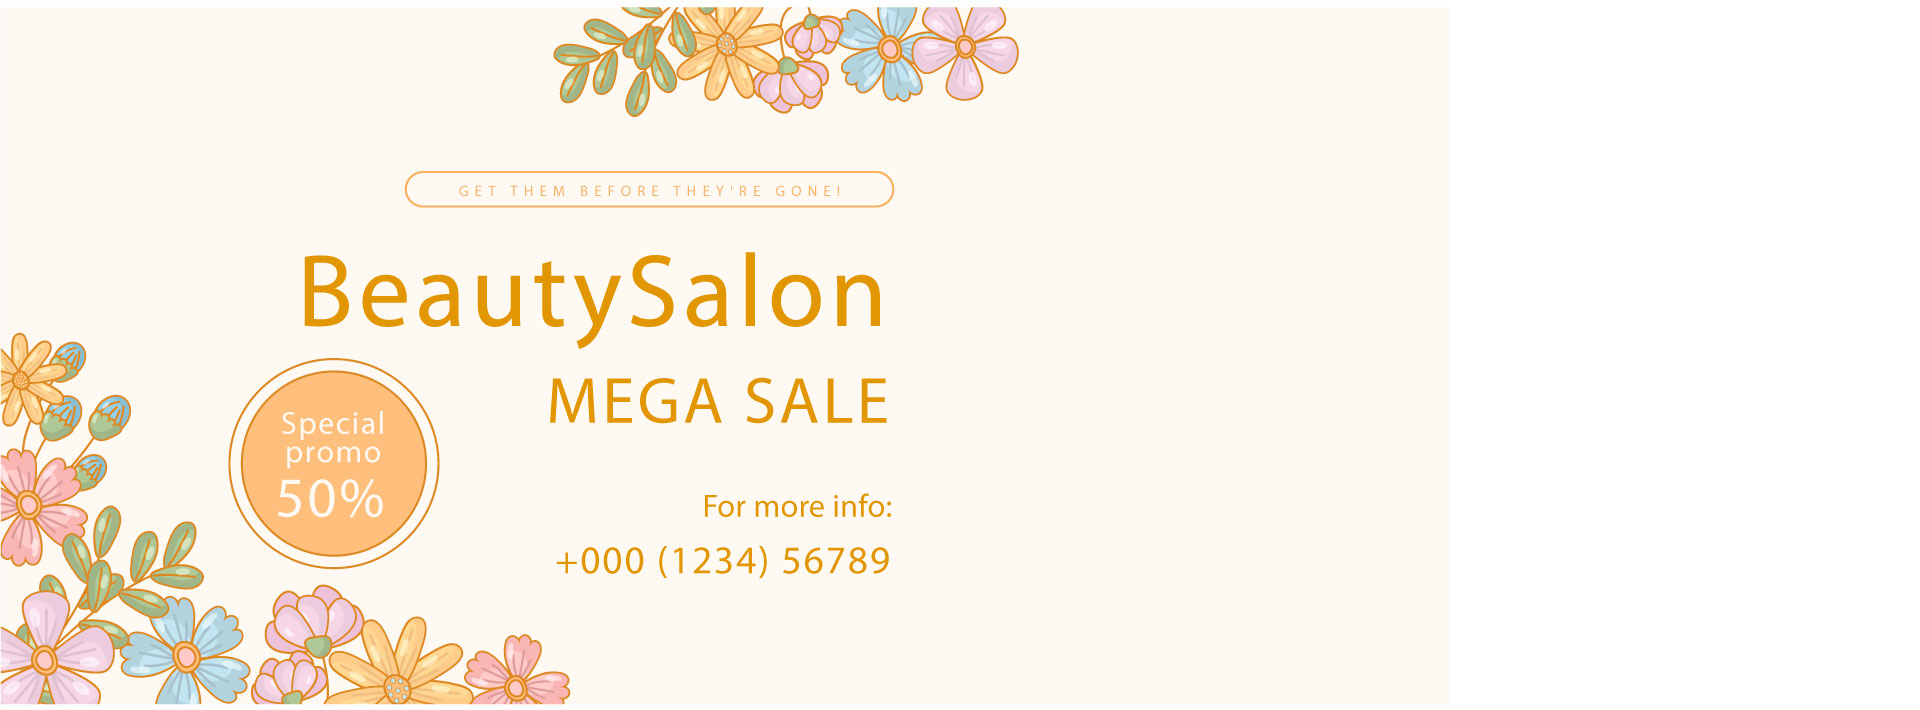 GET THEM BEFORE THEY'RE GONE!
BeautySalon
MEGA SALE
Special
promo
50%
For more info:
+000 (1234) 56789